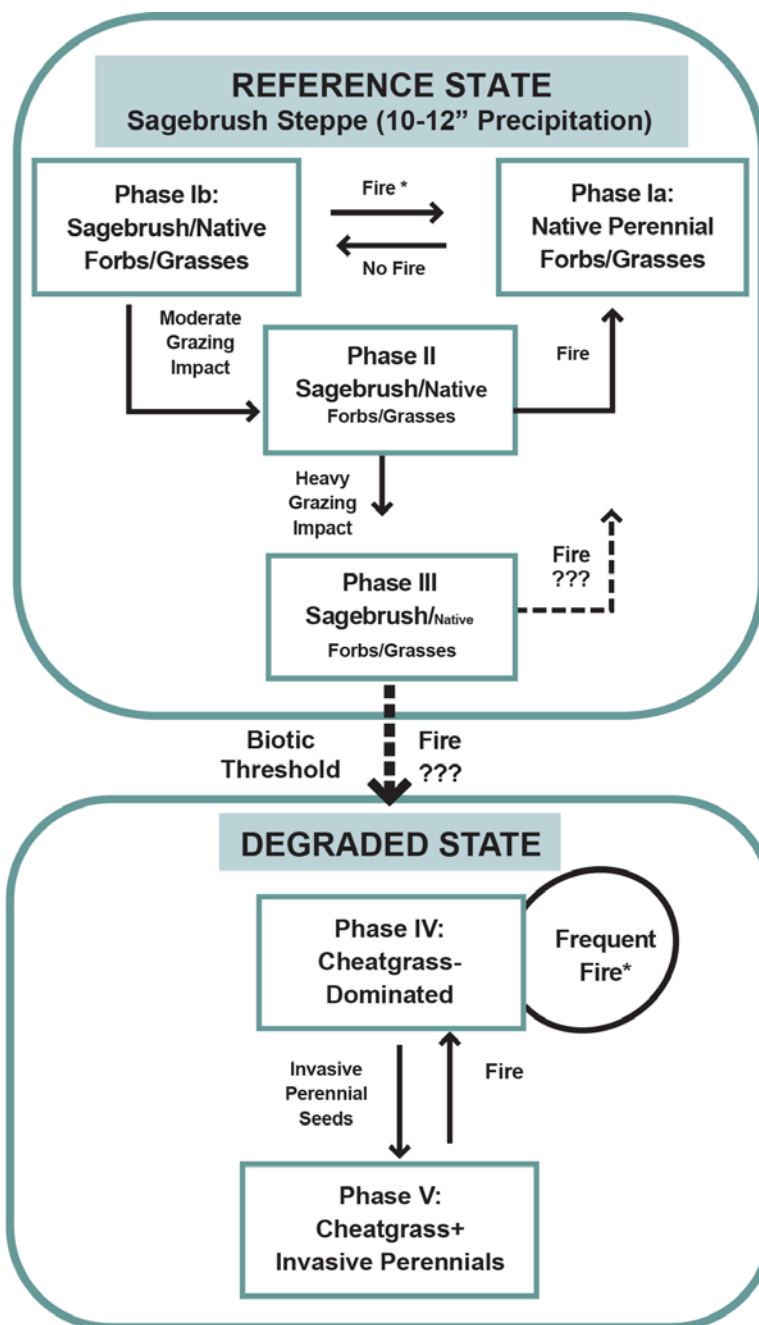 REFERENCE STATE
Sagebrush Steppe (10-12” Precipitation)
Phase Ib:
Sagebrush/Native
Forbs/Grasses
Fire *
No Fire
Phase Ia:
Native Perennial
Forbs/Grasses
Moderate
Grazing
Impact
Phase II
Sagebrush/Native
Forbs/Grasses
Fire
Heavy
Grazing
Impact
Phase III
Sagebrush/Native
Forbs/Grasses
Fire
???
Biotic
Threshold
Fire
???
DEGRADED STATE
Phase IV:
Cheatgrass-
Dominated
Frequent
Fire*
Invasive
Perennial
Seeds
Fire
Phase V:
Cheatgrass+
Invasive Perennials